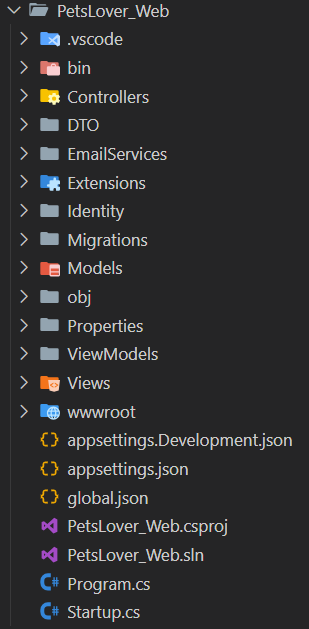 PetsLover_Web
.vscode
bin
Controllers
DTO
EmailServices
Extensions
Identity
Migrations
Models
obj
Properties
ViewModels
Views
wwwroot
appsettings.Development.json
appsettings.json
global.json
PetsLover_Web.csproj
PetsLover_Web.sln
Program.cs
Startup.cs